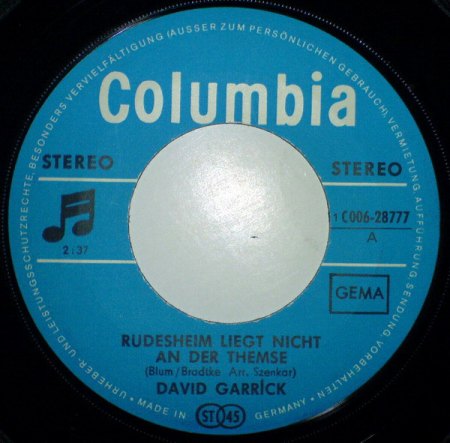 URHEBER- UND LEISTUNGSSCHUTZRECHTE, BESONDERS VERVIELFÄLTIGUNG (AUSSER ZUM PERSÖNLICHEN GEBRAUCH), VERMIETUNG, AUFFÜHRUNG, SENDUNG VORBEHALTEN.
Columbia
STEREO STEREO
1 C006-28777
A
2:37
GEMA
RUDESHEIM LIEGT NICHT
AN DER THEMSE
(Blum/Bradtke Arr. Szenkar)
DAVID GARRICK
MADE IN ST 45 GERMANY